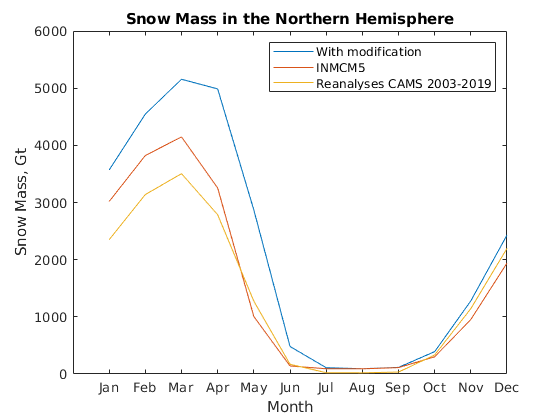 Snow Mass in the Northern Hemisphere
With modification
INMCM5
Reanalyses CAMS 2003-2019
Snow Mass, Gt
6000
5000
4000
3000
2000
1000
0
Jan Feb Mar Apr May Jun Jul Aug Sep Oct Nov Dec
Month